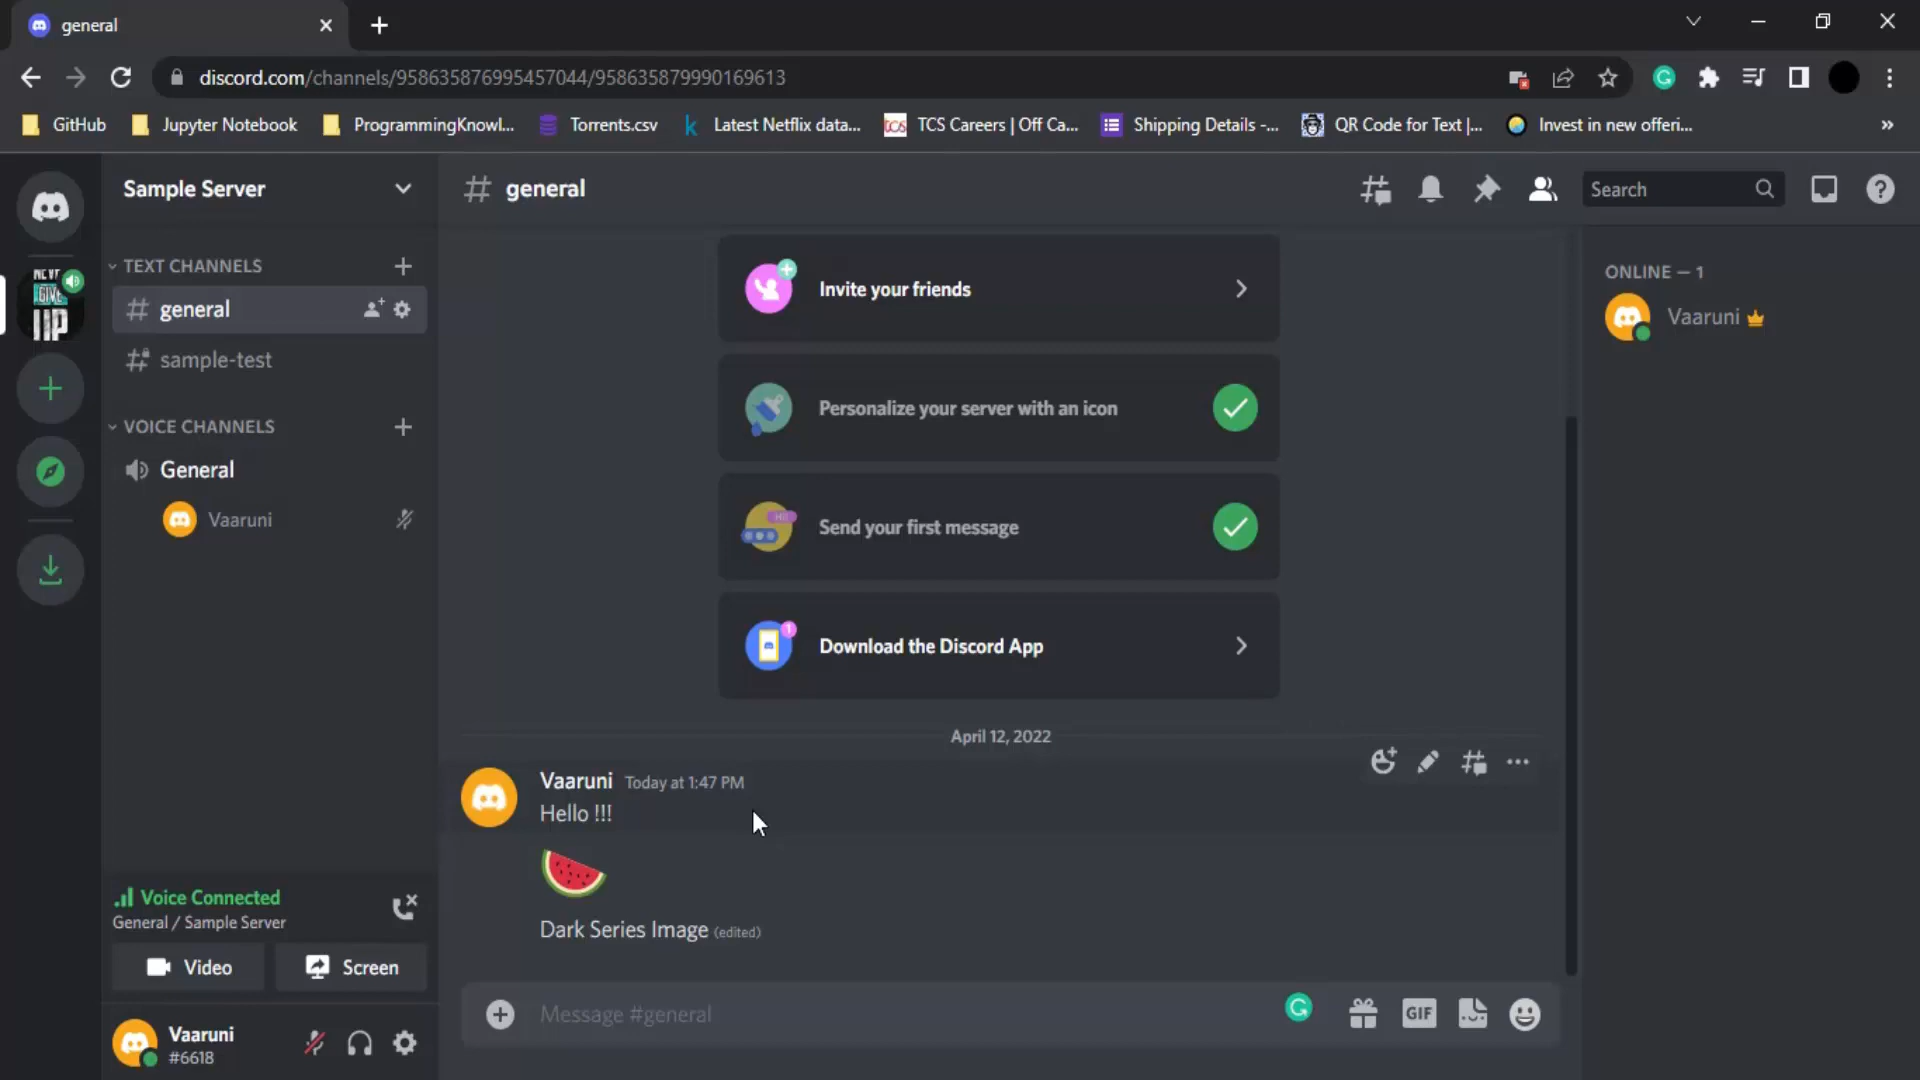 general
discord.com/channels/958635876995457044/958635879990169613
GitHub
Jupyter Notebook
ProgrammingKnowl...
Torrents.csv
Latest Netflix data...
TCS Careers | Off Ca...
Shipping Details -...
QR Code for Text |...
Invest in new offeri...
Sample Server
general
Search
TEXT CHANNELS
general
sample-test
VOICE CHANNELS
General
Vaaruni
GIVE
Invite your friends
Personalize your server with an icon
Send your first message
Download the Discord App
April 12, 2022
Vaaruni Today at 1:47 PM
Hello !!!
Dark Series Image (edited)
ONLINE — 1
Vaaruni
Voice Connected
General / Sample Server
Video
Screen
Vaaruni
#6618
Message #general
GIF